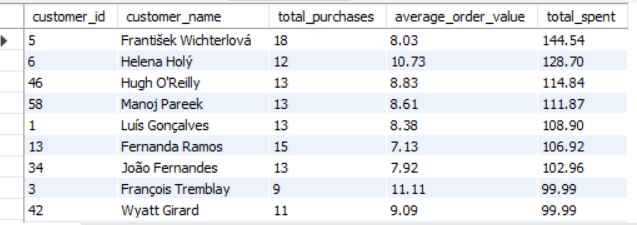 customer_id customer_name total_purchases average_order_value total_spent
5 František Wichterlová 18 8.03 144.54
6 Helena Holý 12 10.73 128.70
46 Hugh O'Reilly 13 8.83 114.84
58 Manoj Pareek 13 8.61 111.87
1 Luís Gonçalves 13 8.38 108.90
13 Fernanda Ramos 15 7.13 106.92
34 João Fernandes 13 7.92 102.96
3 François Tremblay 9 11.11 99.99
42 Wyatt Girard 11 9.09 99.99